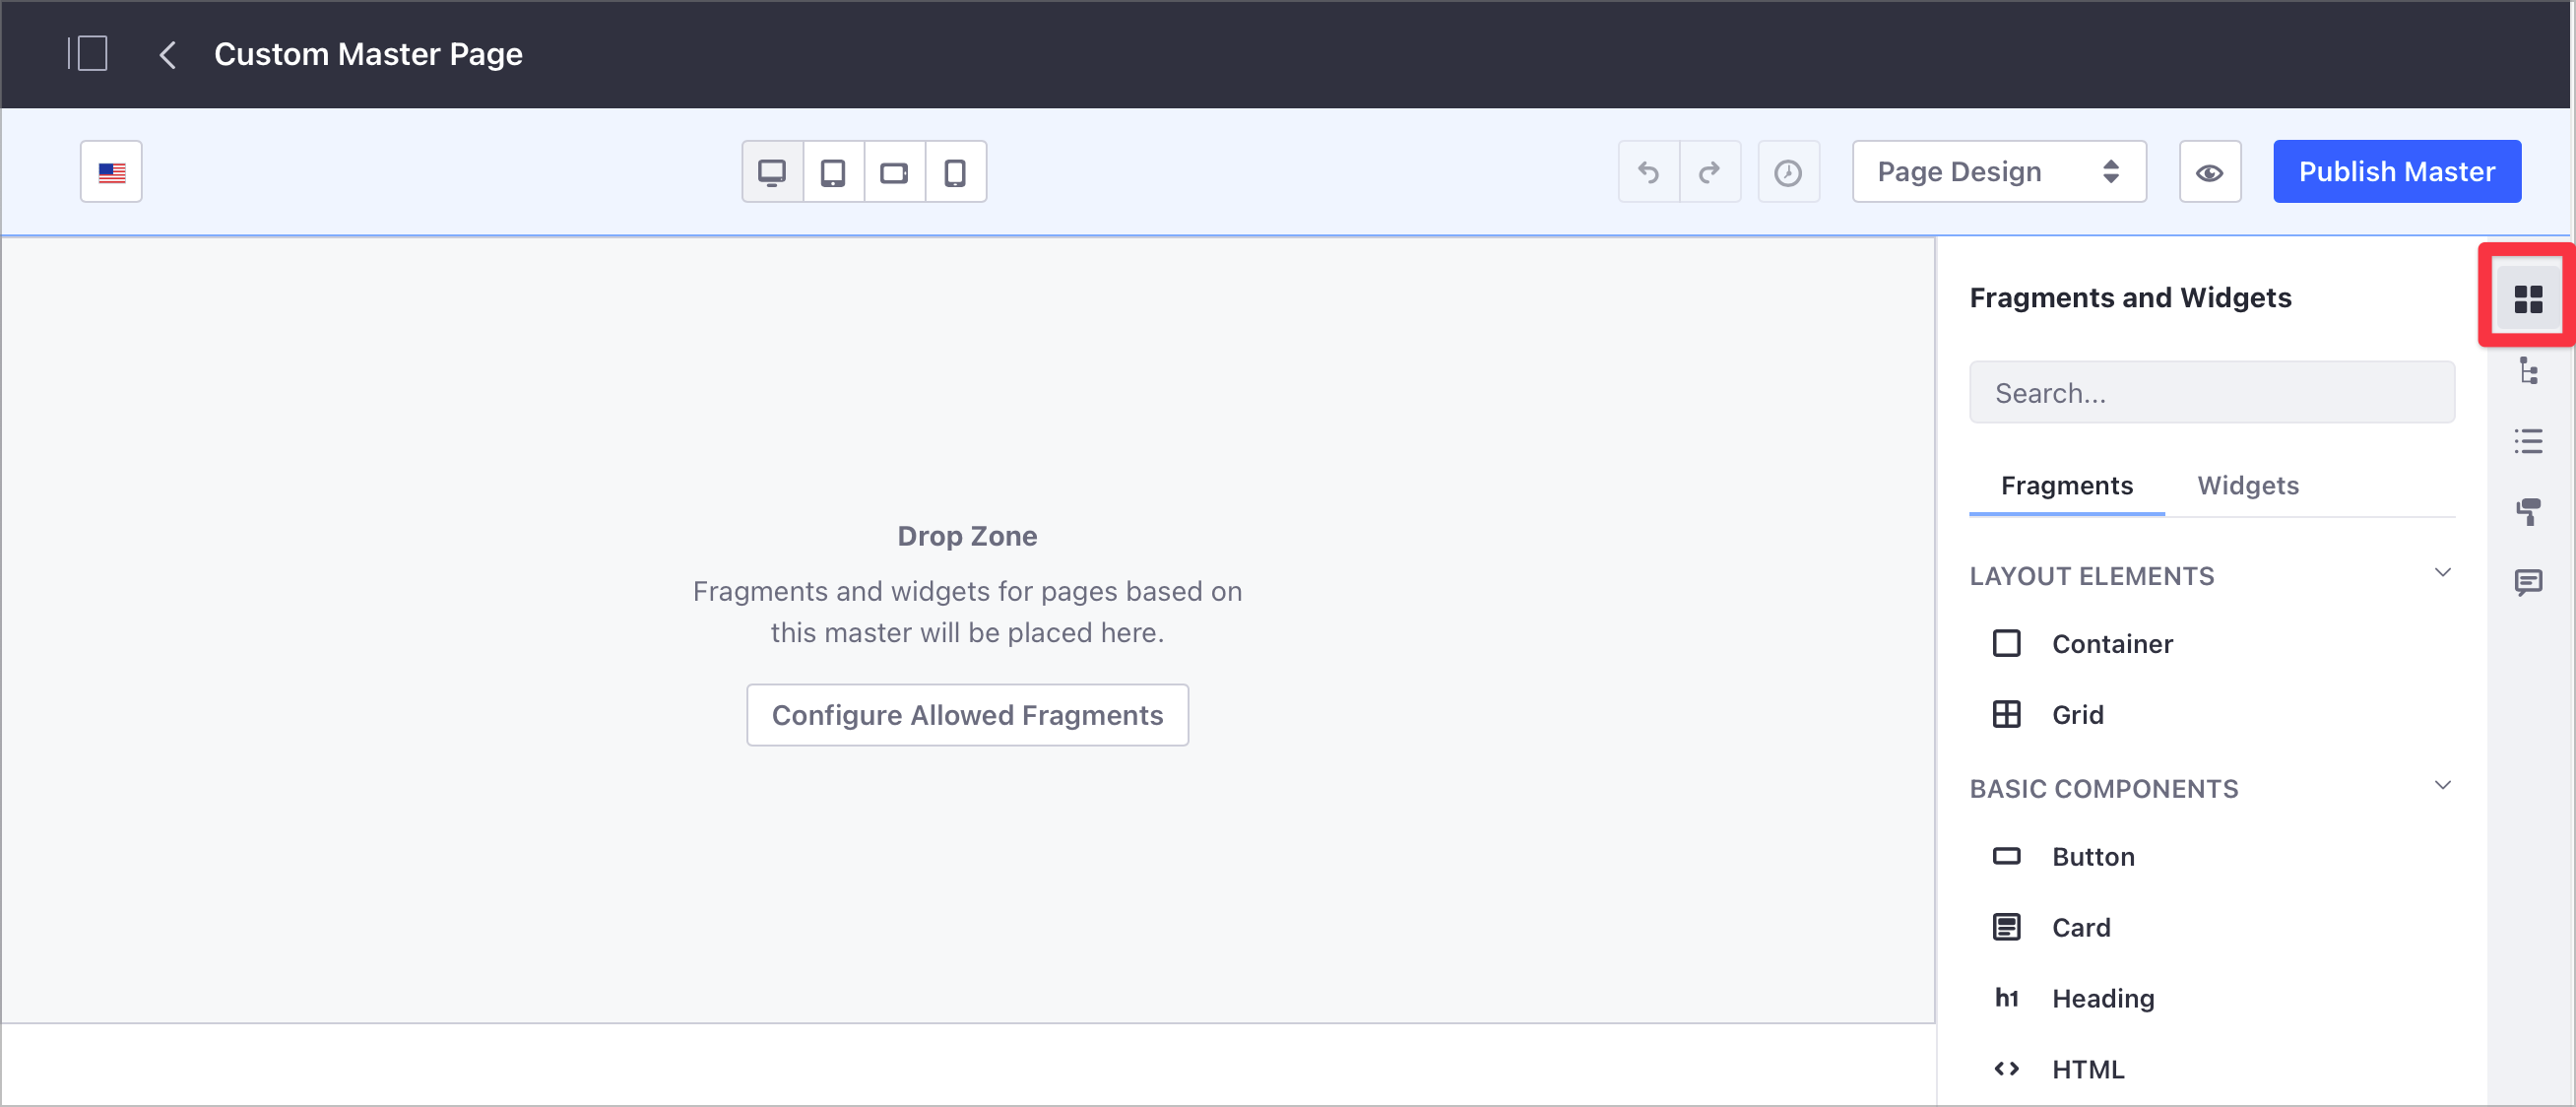 Custom Master Page
Page Design
Publish Master
Drop Zone
Fragments and widgets for pages based on
this master will be placed here.
Configure Allowed Fragments
Fragments and Widgets
Search...
Fragments
Widgets
LAYOUT ELEMENTS
Container
Grid
BASIC COMPONENTS
Button
Card
h1 Heading
HTML